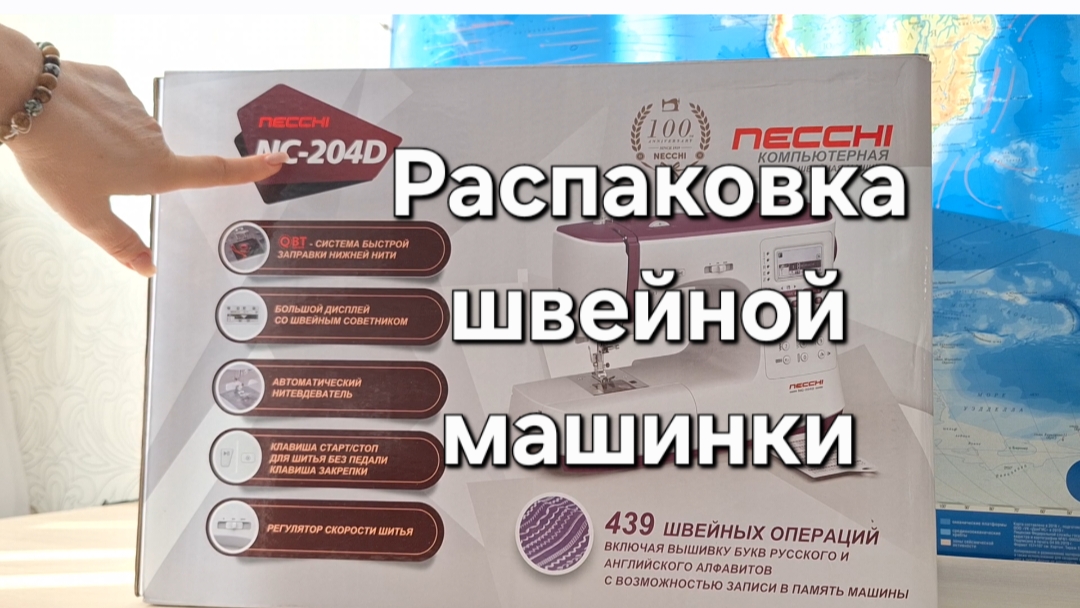 NECCHI
NC-204D
100
ANNIVERSARY
NECCHI
NECCHI
КОМПЬЮТЕРНАЯ
Распаковка
швейной
машинки
QBT - СИСТЕМА БЫСТРОЙ
ЗАПРАВКИ НИЖНЕЙ НИТИ
БОЛЬШОЙ ДИСПЛЕЙ
СО ШВЕЙНЫМ СОВЕТНИКОМ
АВТОМАТИЧЕСКИЙ
НИТЕВДЕВАТЕЛЬ
КЛАВИША СТАРТ/СТОП
ДЛЯ ШИТЬЯ БЕЗ ПЕДАЛИ
КЛАВИША ЗАКРЕПКИ
РЕГУЛЯТОР СКОРОСТИ ШИТЬЯ
NECCHI
439 ШВЕЙНЫХ ОПЕРАЦИЙ
ВКЛЮЧАЯ ВЫШИВКУ БУКВ РУССКОГО И
АНГЛИЙСКОГО АЛФАВИТОВ
С ВОЗМОЖНОСТЬЮ ЗАПИСИ В ПАМЯТЬ МАШИНЫ